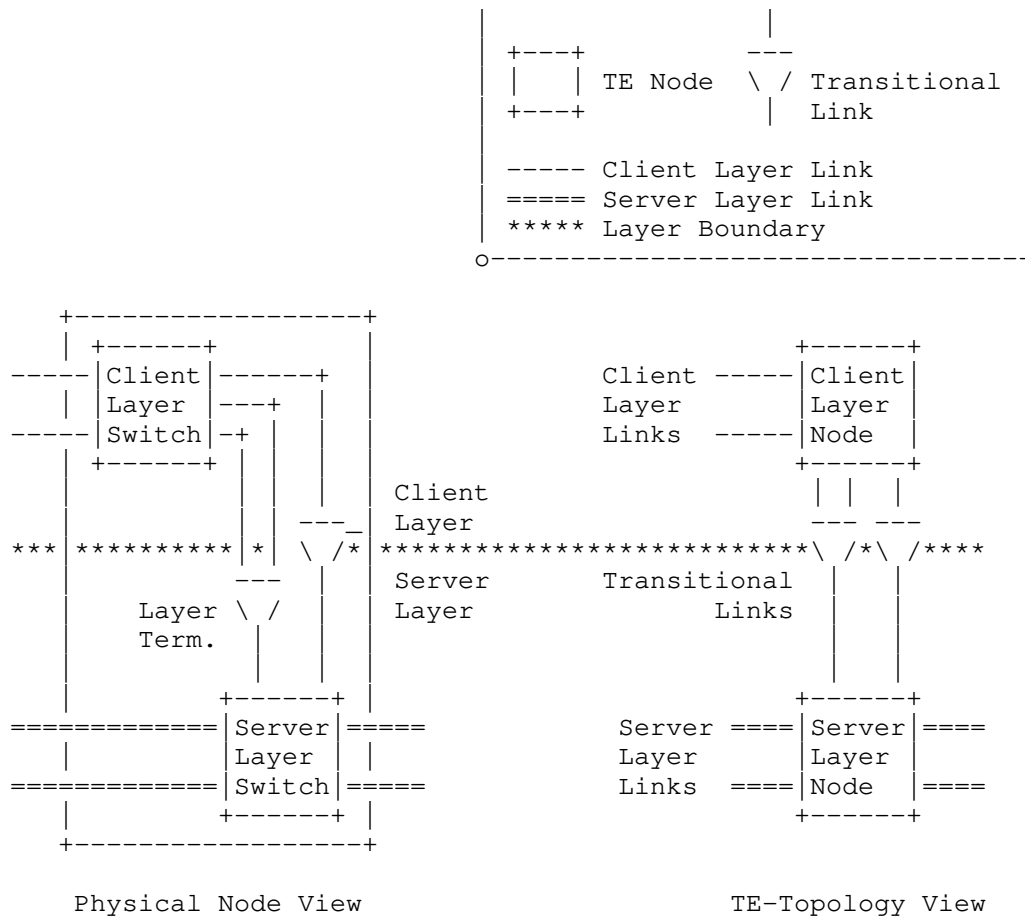 TE Node Transitional
Link
Client Layer Link
Server Layer Link
Layer Boundary
Client
Layer
Switch
Client
Layer
Links
Client
Layer
Node
Client
Layer
Server
Layer
Transitional
Links
Layer
Term.
Server
Layer
Switch
Server
Layer
Links
Server
Layer
Node
Physical Node View
TE-Topology View